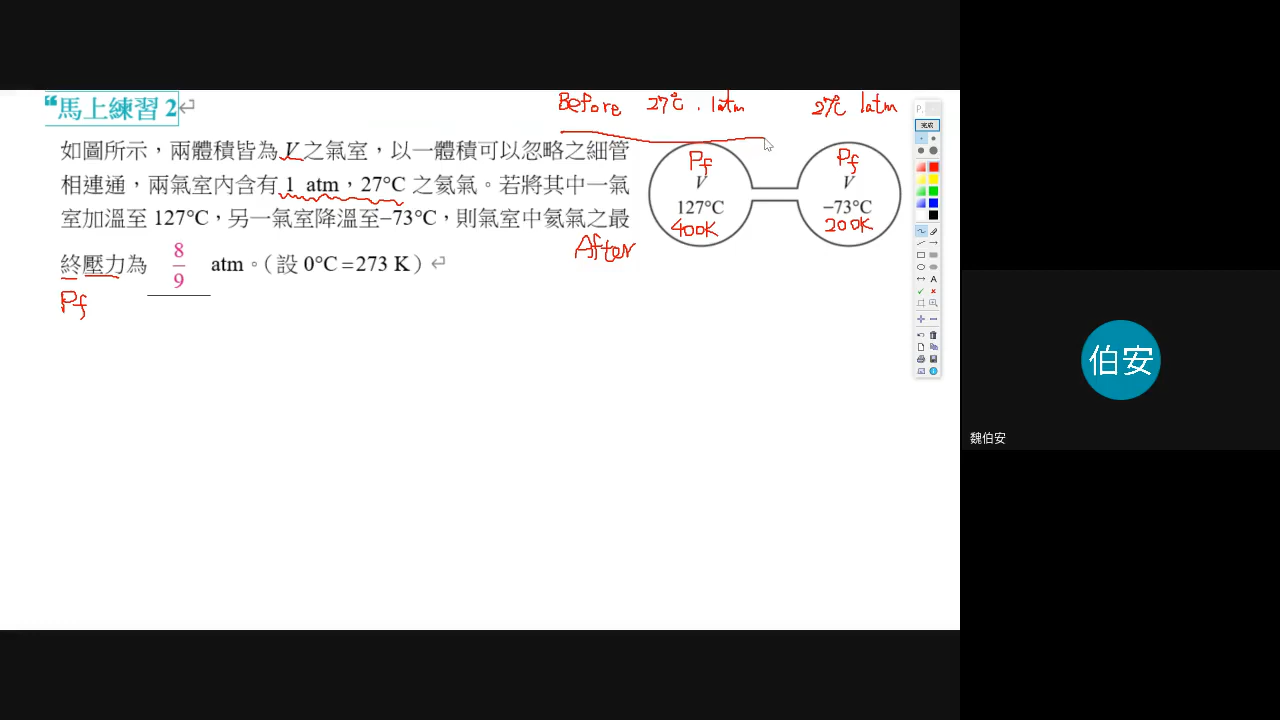 ❝馬上練習 2↵
Before 27℃ . 1atm 27℃ 1atm
如圖所示，兩體積皆為 V 之氣室，以一體積可以忽略之細管
相連通，兩氣室內含有 1 atm，27°C 之氦氣。若將其中一氣
室加溫至 127°C，另一氣室降溫至−73°C，則氣室中氦氣之最
終壓力為 8/9 atm。（設 0°C＝273 K）↵
Pf
Pf
V
127°C
400K
Pf
V
−73°C
200K
After
P.
完成
A
伯安
魏伯安